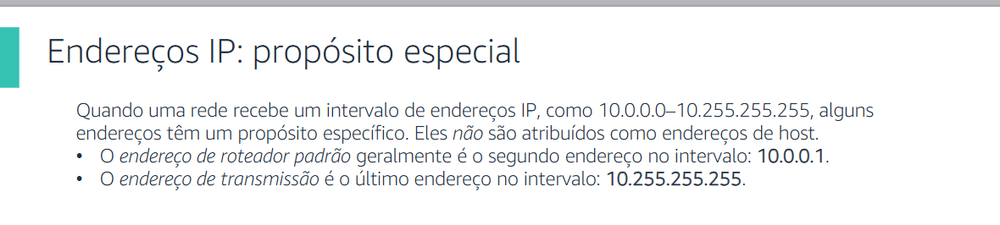 Endereços IP: propósito especial
Quando uma rede recebe um intervalo de endereços IP, como 10.0.0.0–10.255.255.255, alguns
endereços têm um propósito específico. Eles não são atribuídos como endereços de host.
• O endereço de roteador padrão geralmente é o segundo endereço no intervalo: 10.0.0.1.
• O endereço de transmissão é o último endereço no intervalo: 10.255.255.255.